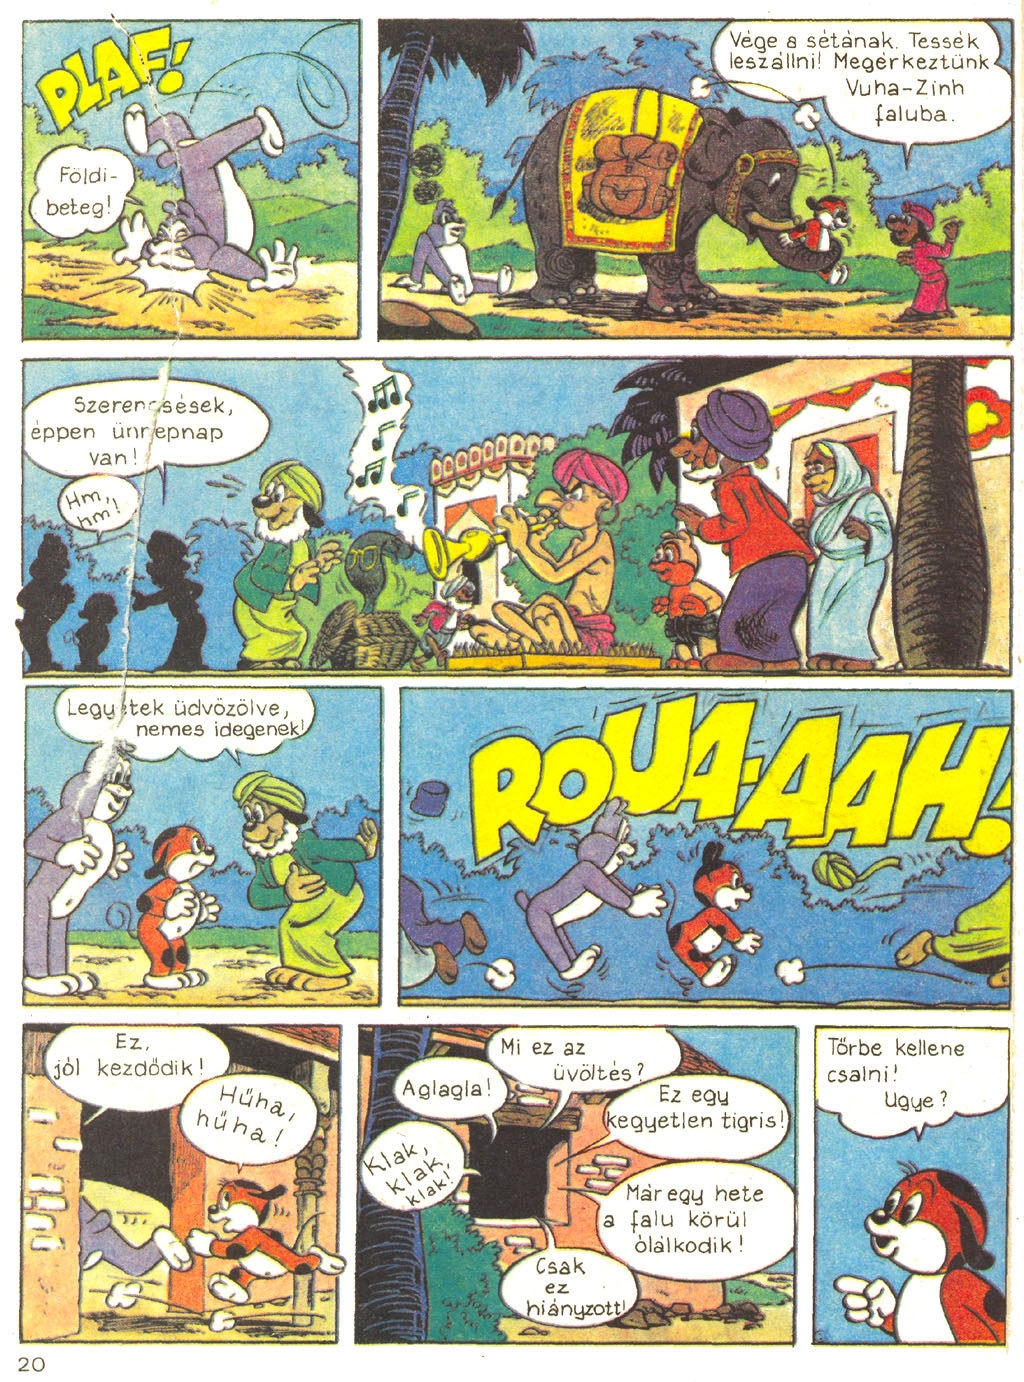 PLAF!
Földi-
beteg!
Vége a sétának. Tessék
leszállni! Megérkeztünk
Vuha-Zinh
faluba.
Szerencsések,
éppen ünnepnap
van!
Hm,
hm!
Legyetek üdvözölve,
nemes idegenek!
ROUA-AAH!
Ez,
jól kezdődik!
Hűha,
hűha!
Mi ez az
üvöltés?
Aglagla!
Ez egy
kegyetlen tigris!
Klak,
klak,
klak!
Már egy hete
a falu körül
ólálkodik!
Csak
ez
hiányzott!
Tőrbe kellene
csalni!
Ugye?
20